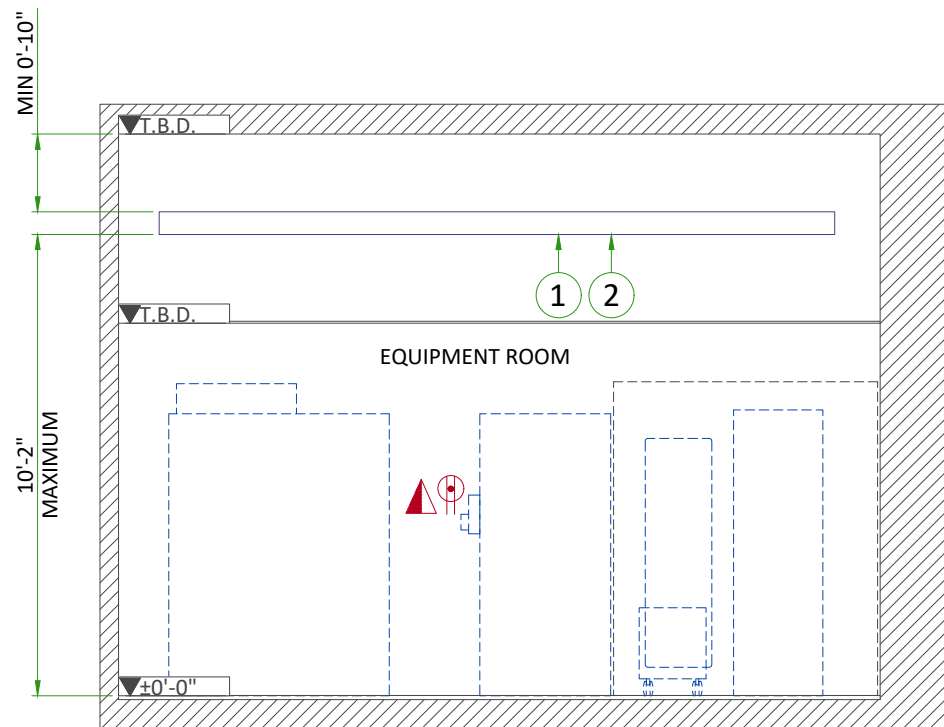 MIN 0'-10"
T.B.D.
1
2
T.B.D.
EQUIPMENT ROOM
10'-2"
MAXIMUM
±0'-0"